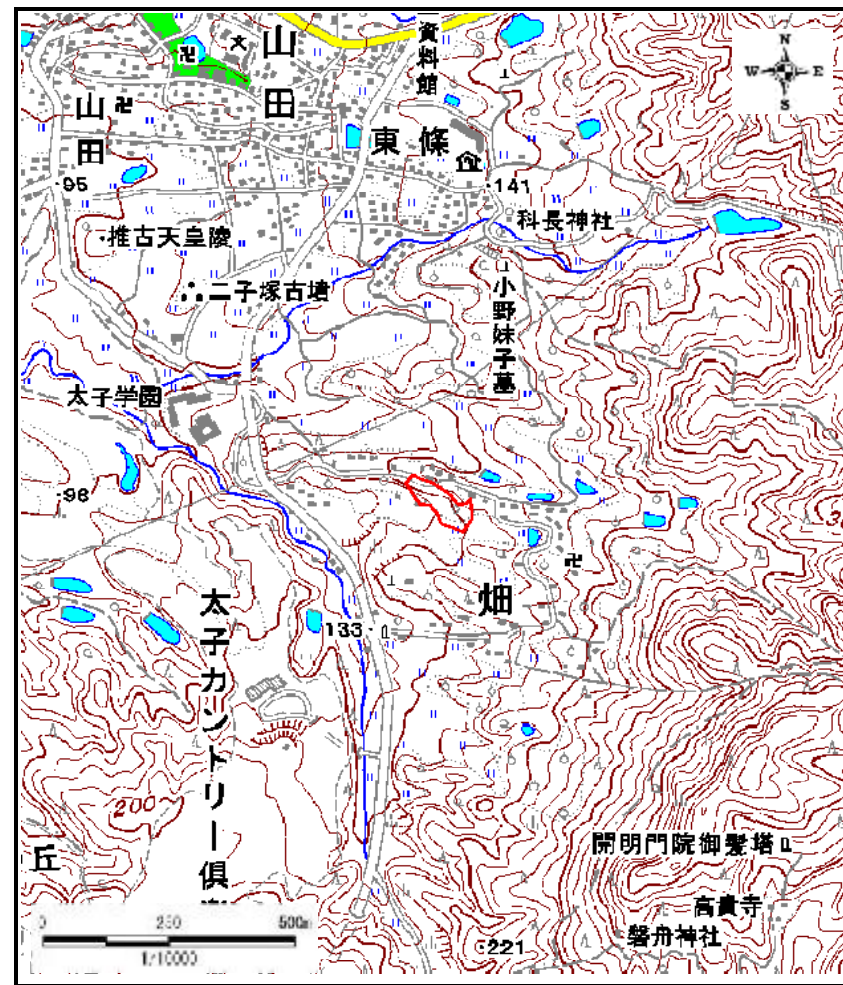 山田
資料館
N
W E
S
山田
東條
95
141
科長神社
推古天皇陵
二子塚古墳
小野妹子墓
太子学園
98
太子カントリー倶
畑
133
200
丘
開明門院御髪塔
高貴寺
磐舟神社
221
0 250 500m
1/10000